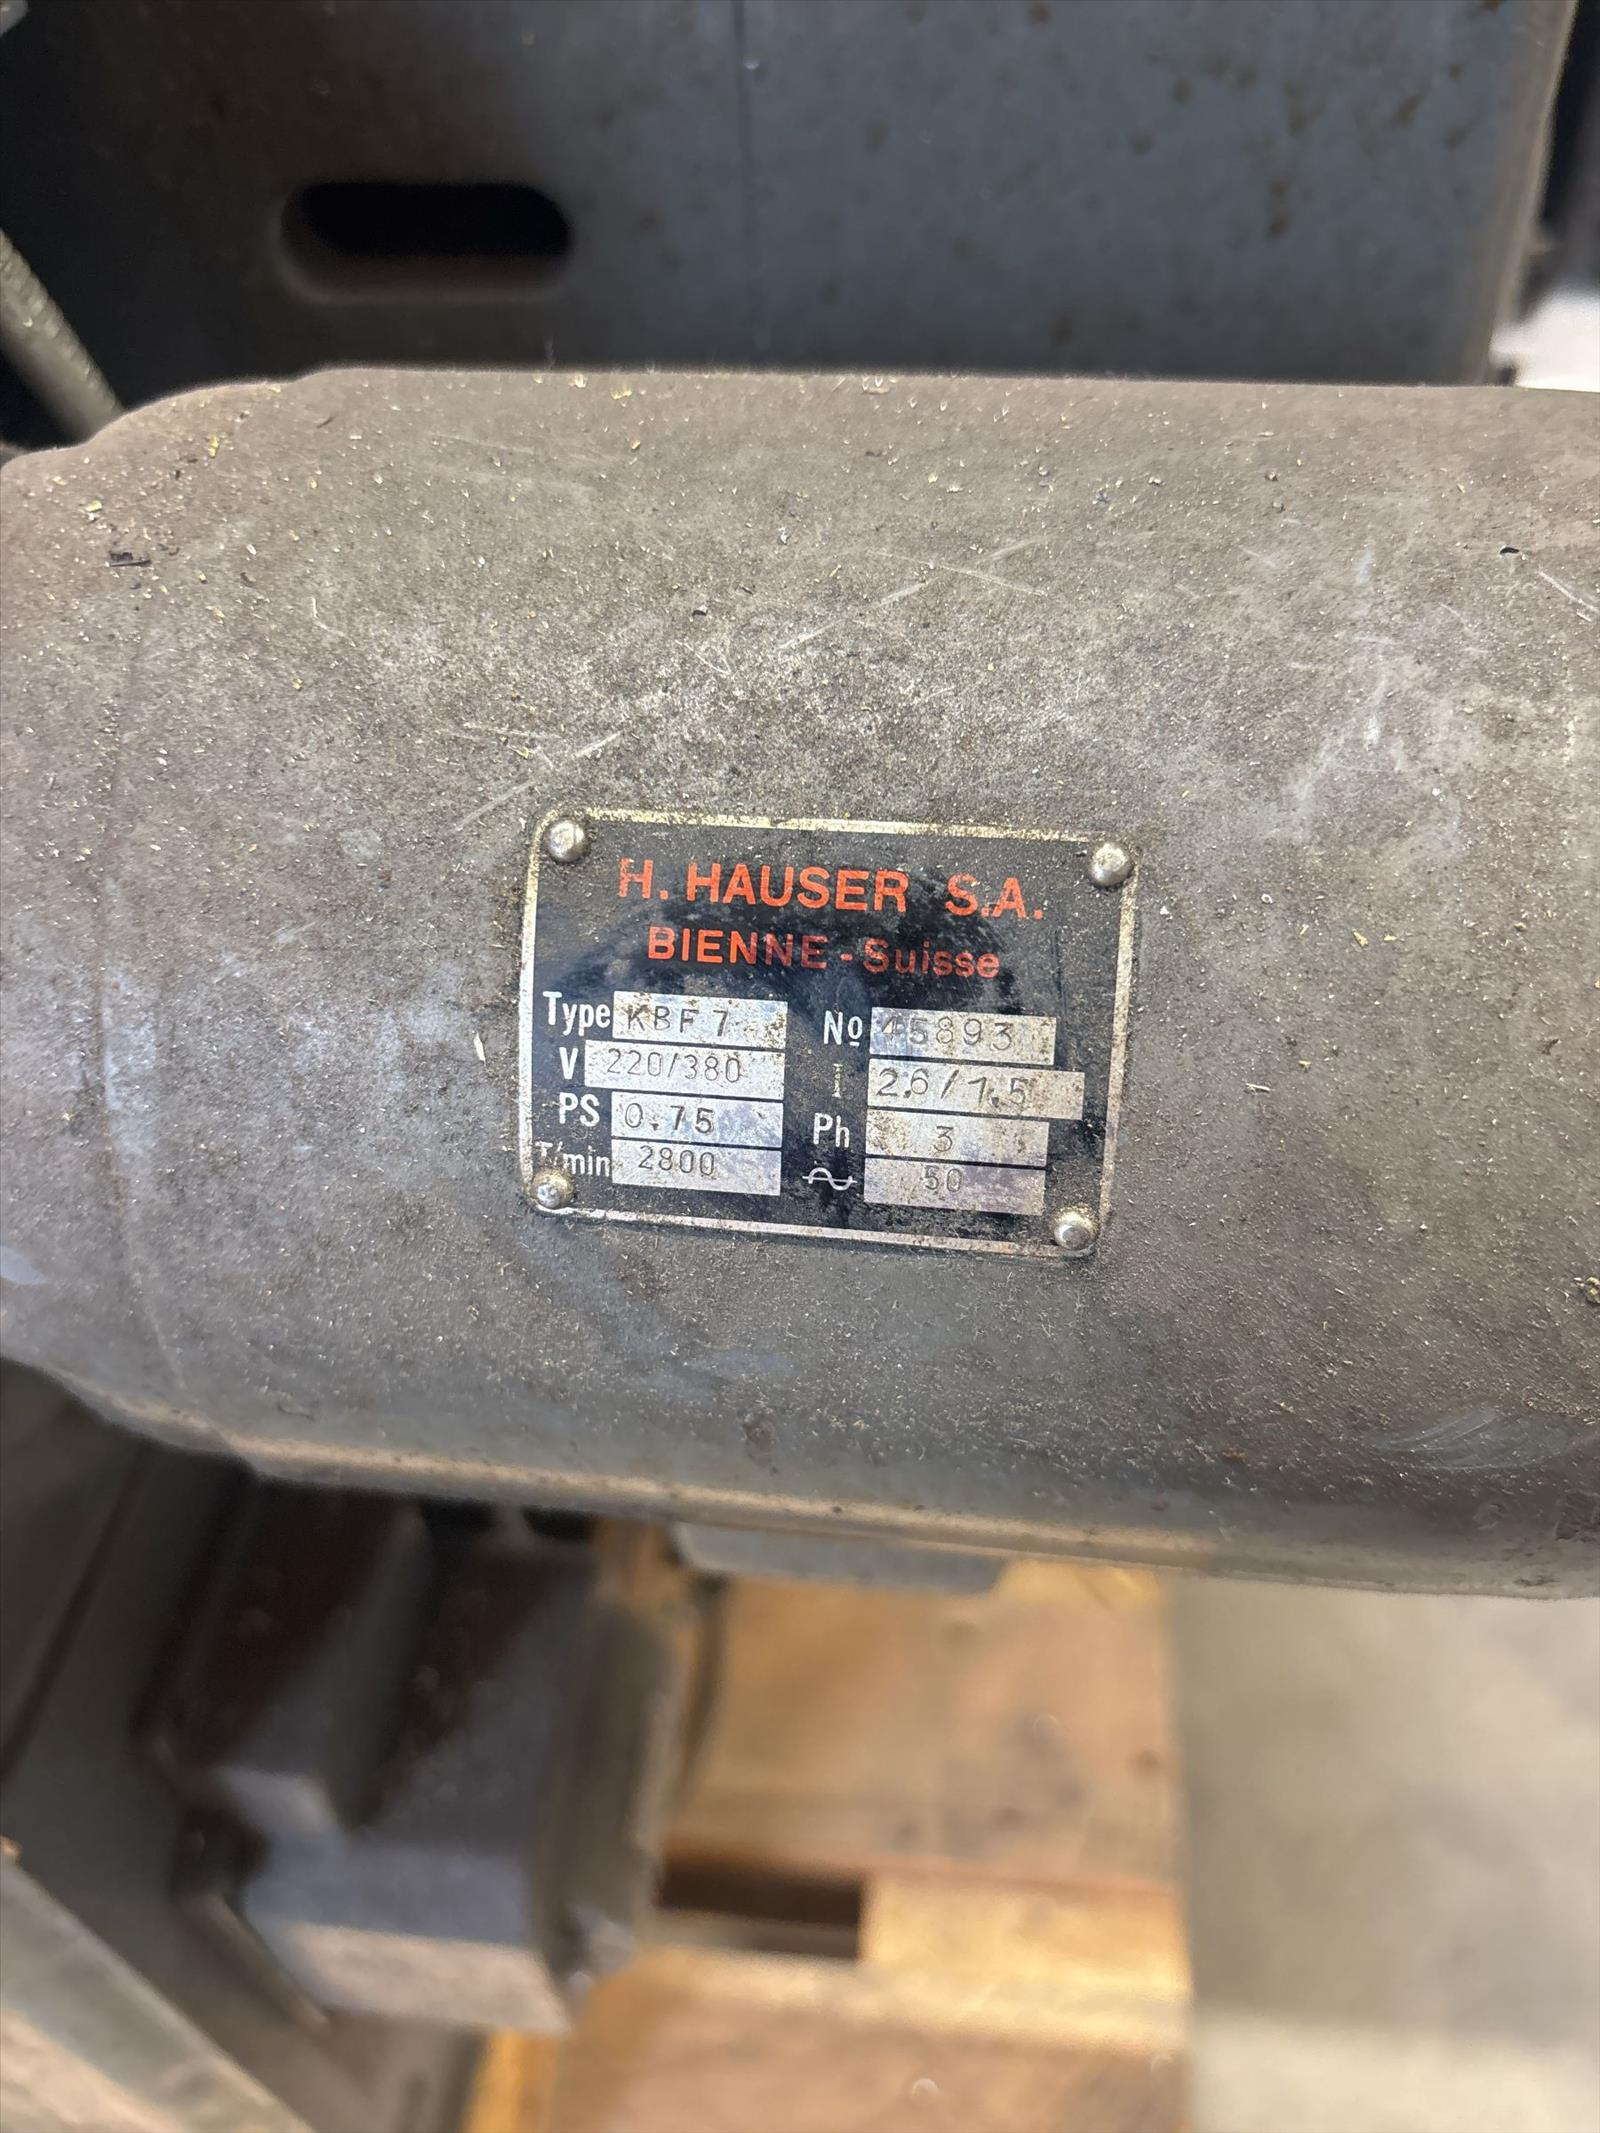 H. HAUSER S.A.
BIENNE - Suisse
Type KBF 7 № 15893
V 220/380 I 2.6/1.5
PS 0.75 Ph 3
T/min 2800 50